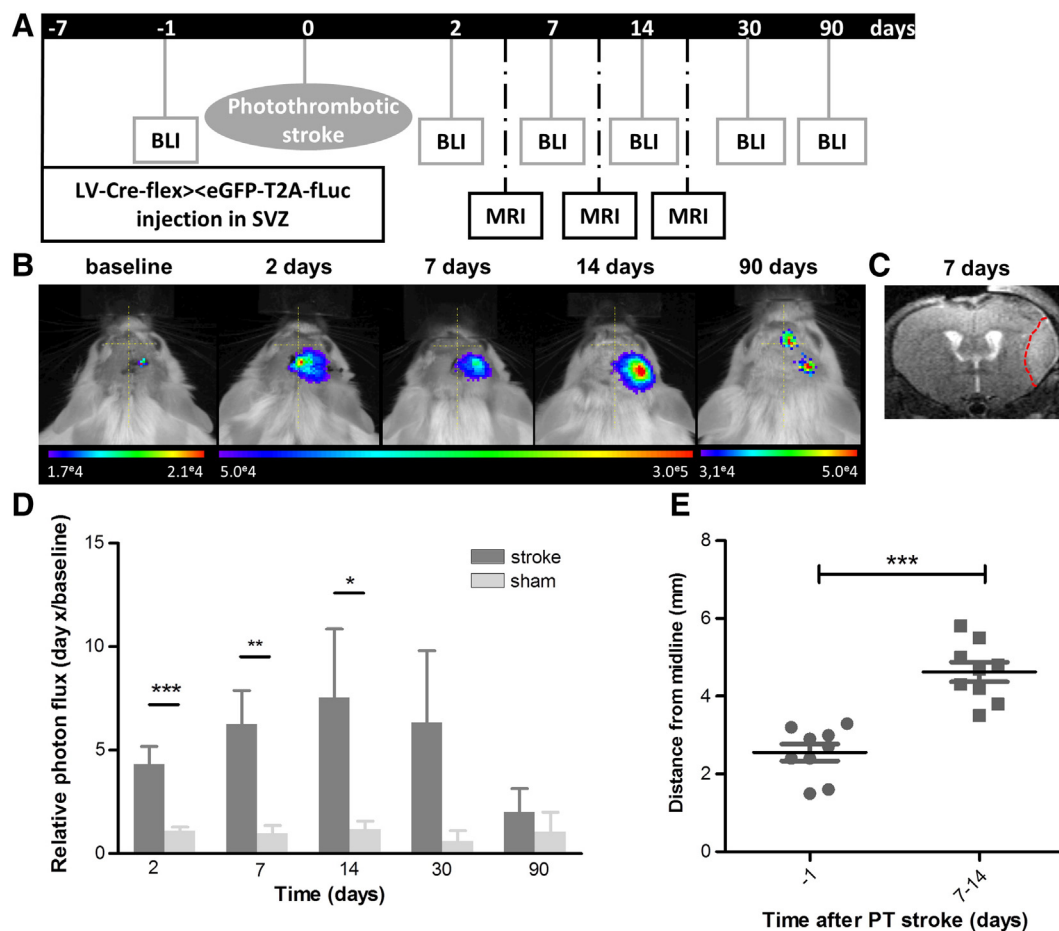 A
-7 -1 0 2 7 14 30 90 days
Photothrombotic
stroke
BLI BLI BLI BLI BLI BLI
LV-Cre-flex><eGFP-T2A-fLuc
injection in SVZ
MRI MRI MRI
B
baseline 2 days 7 days 14 days 90 days
1.7e4 2.1e4 5.0e4 3.0e5 3,1e4 5.0e4
C
7 days
D
Relative photon flux (day x/baseline)
15
10
5
0
stroke
sham
***
**
*
2 7 14 30 90
Time (days)
E
Distance from midline (mm)
8
6
4
2
0
***
-1 7-14
Time after PT stroke (days)